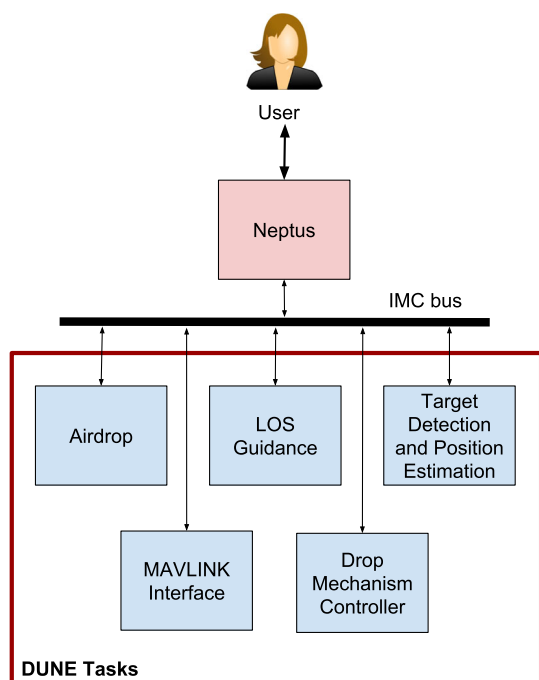 User
Neptus
IMC bus
Airdrop
LOS
Guidance
Target
Detection
and Position
Estimation
MAVLINK
Interface
Drop
Mechanism
Controller
DUNE Tasks